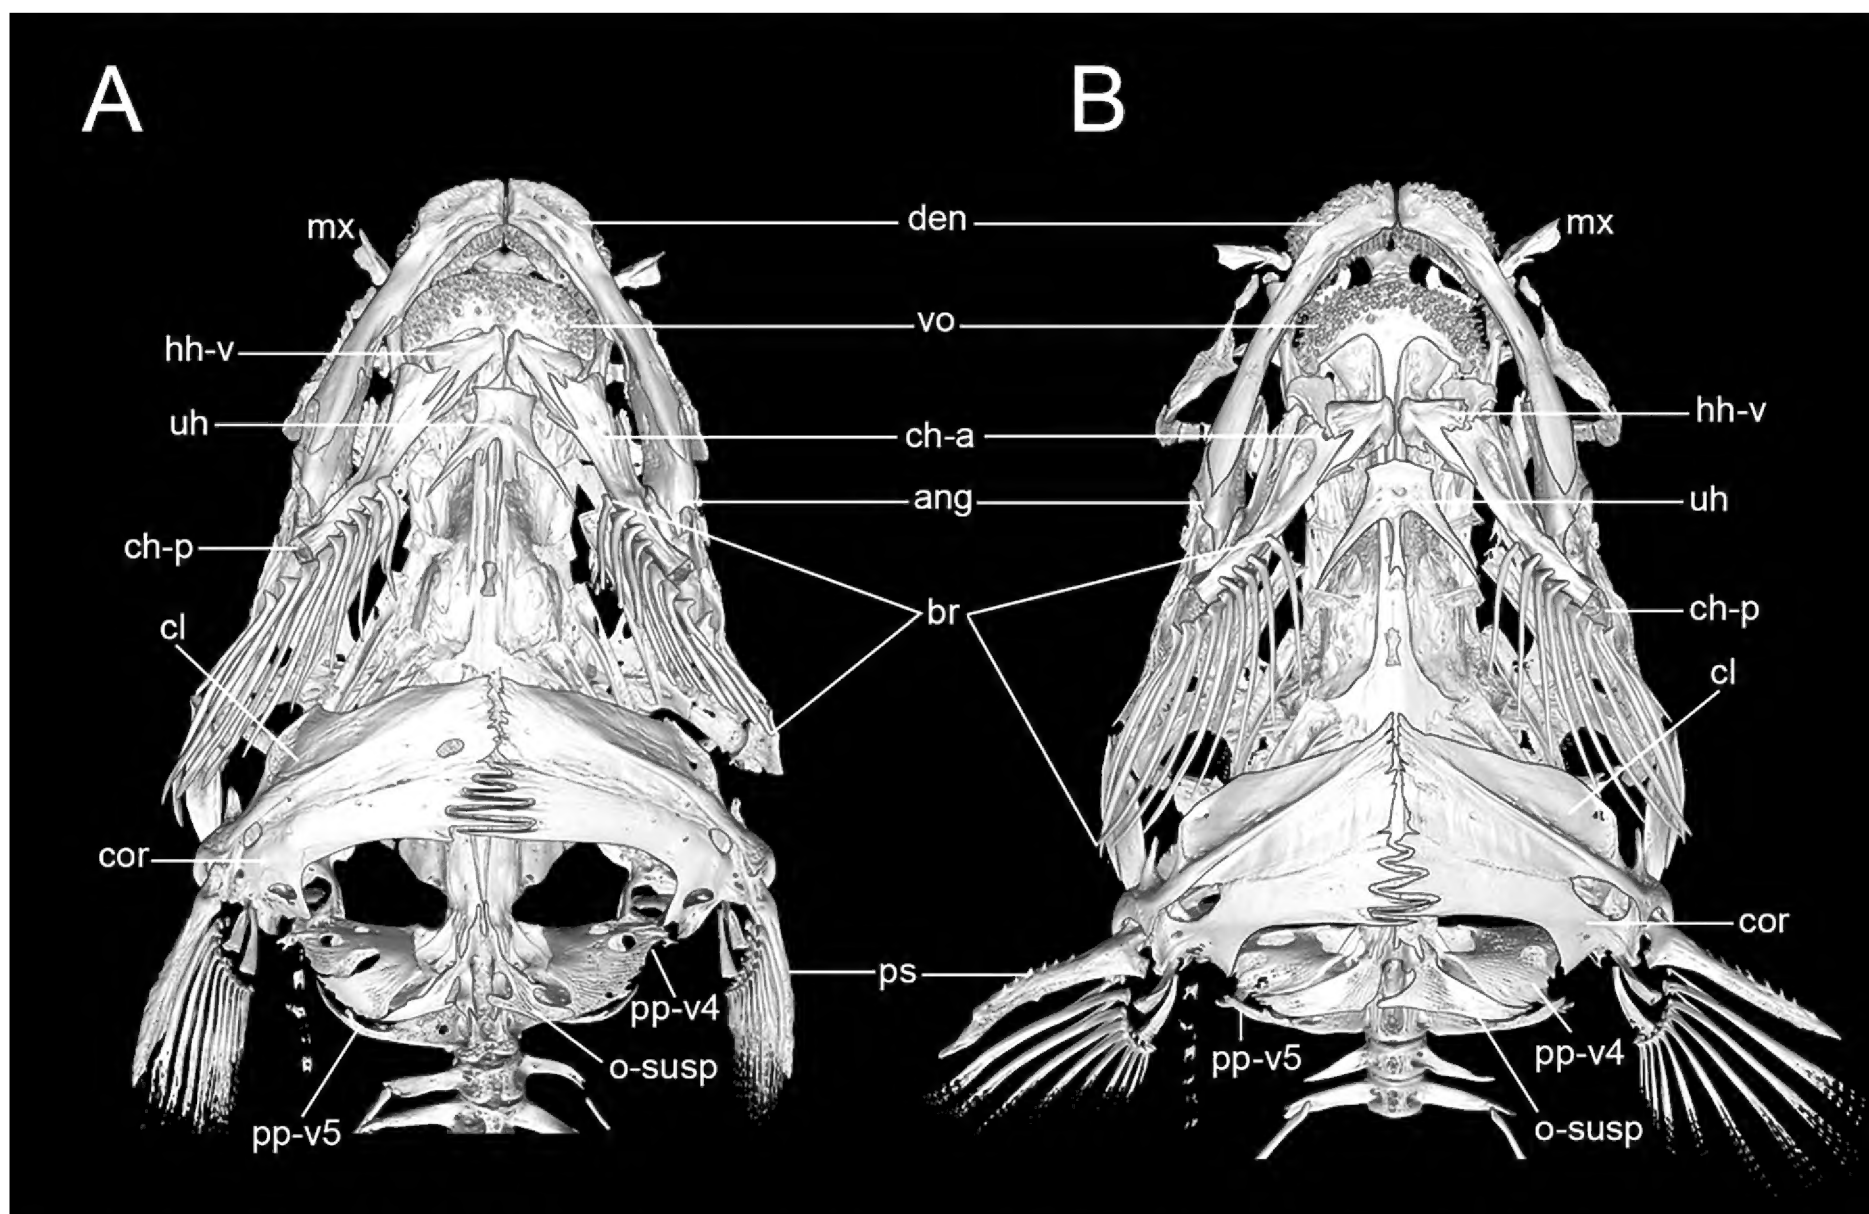 A
B
mx
den
mx
vo
hh-v
hh-v
uh
ch-a
ang
uh
ch-p
br
ch-p
cl
cl
cor
cor
ps
pp-v4
pp-v5
pp-v4
o-susp
pp-v5
o-susp